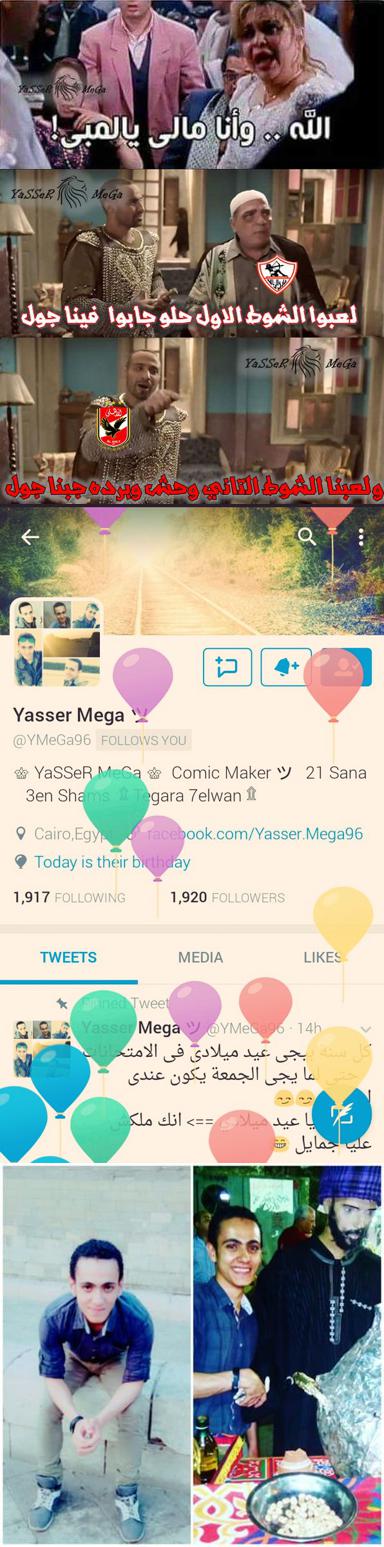 YaSSeR MeGa
الله .. وأنا مالى يالمبى!
YaSSeR MeGa
لعبوا الشوط الاول حلو جابوا فينا جول
YaSSeR MeGa
ولعبنا الشوط التاني وحش وبرده جبنا جول
Yasser Mega ツ
@YMeGa96 FOLLOWS YOU
♔ YaSSeR MeGa ♔ Comic Maker ツ 21 Sana
3en Shams Tegara 7elwan
Cairo,Egypt facebook.com/Yasser.Mega96
Today is their birthday
1,917 FOLLOWING 1,920 FOLLOWERS
TWEETS MEDIA LIKES
Pinned Tweet
Yasser Mega ツ @YMeGa96 · 14h
كل سنة يجى عيد ميلادى فى الامتحانات
حتى لما يجى الجمعة يكون عندى
يا عيد ميلادى ==> انك ملكش
عليا جمايل 😁